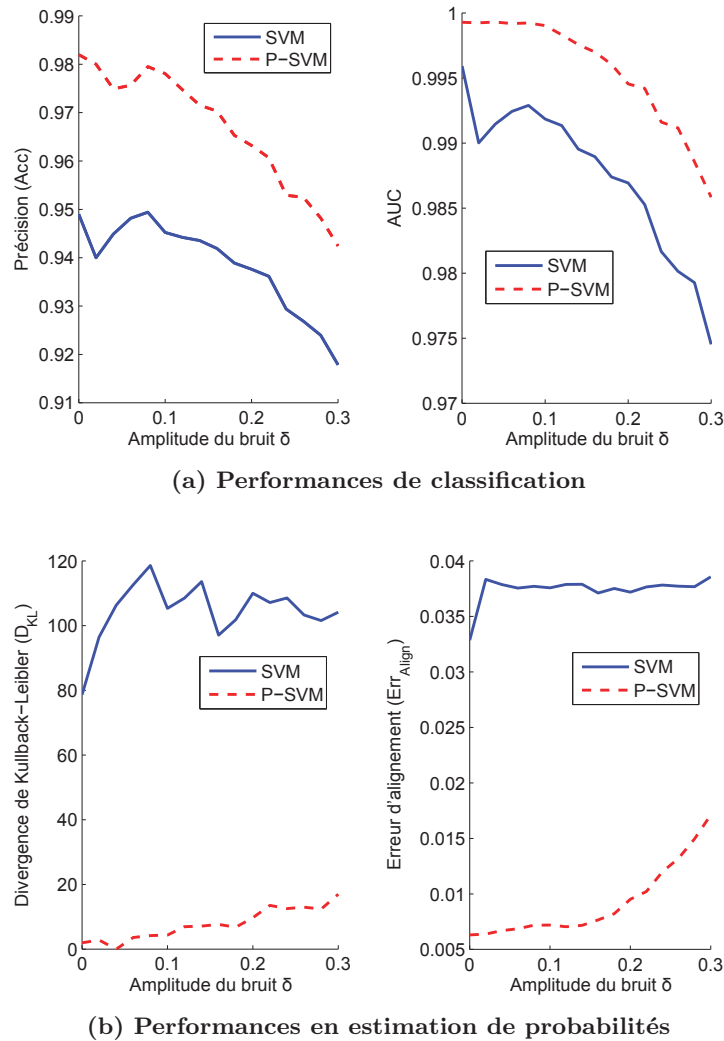 0.99
0.98
0.97
0.96
0.95
0.94
0.93
0.92
0.91
0
0.1
0.2
0.3
Précision (Acc)
Amplitude du bruit δ
SVM
P−SVM
1
0.995
0.99
0.985
0.98
0.975
0.97
0
0.1
0.2
0.3
AUC
Amplitude du bruit δ
SVM
P−SVM
(a) Performances de classification
120
100
80
60
40
20
0
0
0.1
0.2
0.3
Divergence de Kullback−Leibler (D_KL)
Amplitude du bruit δ
SVM
P−SVM
0.04
0.035
0.03
0.025
0.02
0.015
0.01
0.005
0
0.1
0.2
0.3
Erreur d'alignement (Err_Align)
Amplitude du bruit δ
SVM
P−SVM
(b) Performances en estimation de probabilités